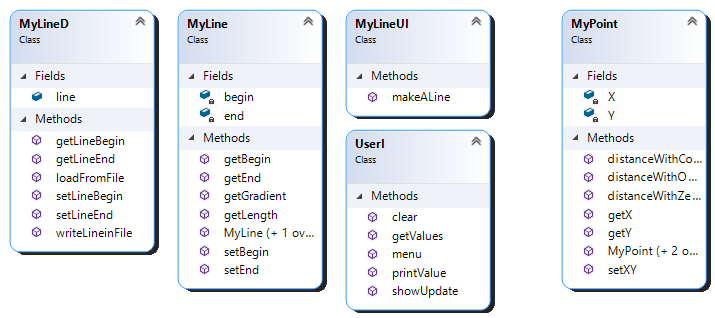 MyLineD
Class
Fields
line
Methods
getLineBegin
getLineEnd
loadFromFile
setLineBegin
setLineEnd
writeLineinFile
MyLine
Class
Fields
begin
end
Methods
getBegin
getEnd
getGradient
getLength
MyLine (+ 1 ov...
setBegin
setEnd
MyLineUI
Class
Methods
makeALine
UserI
Class
Methods
clear
getValues
menu
printValue
showUpdate
MyPoint
Class
Fields
X
Y
Methods
distanceWithCo...
distanceWithO...
distanceWithZe...
getX
getY
MyPoint (+ 2 o...
setXY